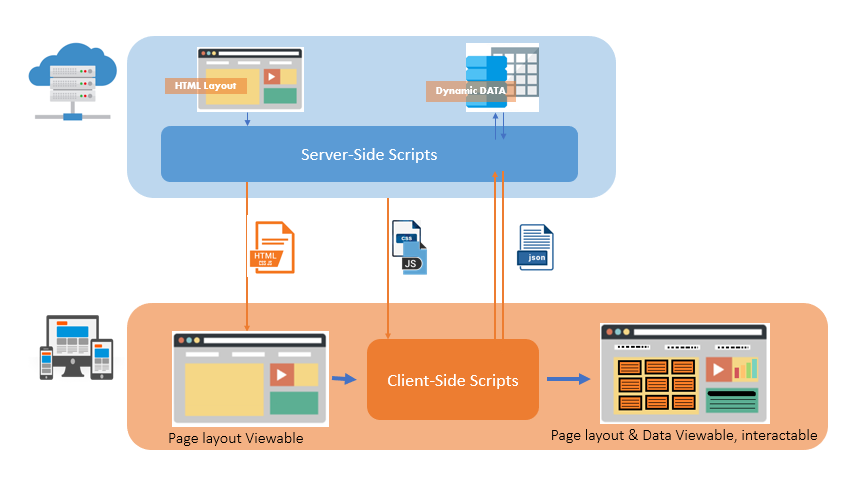 HTML Layout
Dynamic DATA
Server-Side Scripts
HTML
CSS JS
css
JS
json
Client-Side Scripts
Page layout Viewable
Page layout & Data Viewable, interactable